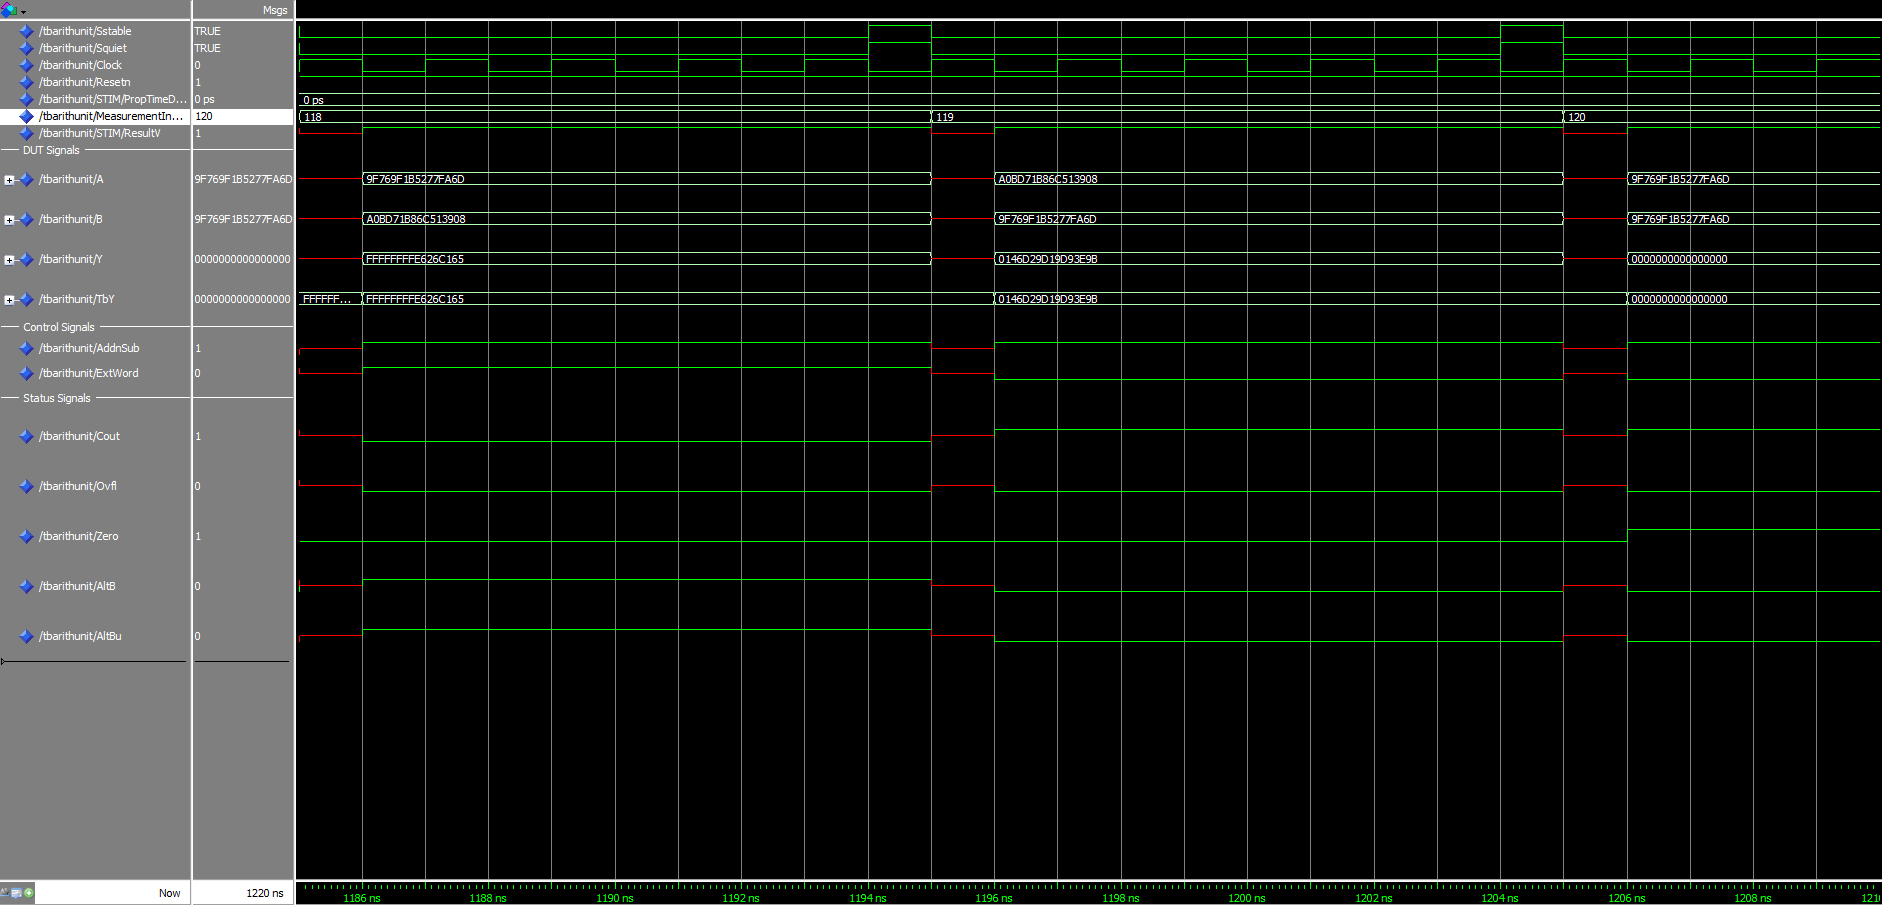 Msgs
/tbarithunit/Sstable TRUE
/tbarithunit/Squiet TRUE
/tbarithunit/Clock 0
/tbarithunit/Resetn 1
/tbarithunit/STIM/PropTimeD... 0 ps 0 ps
/tbarithunit/MeasurementIn... 120 118 119 120
/tbarithunit/STIM/ResultV 1
DUT Signals
/tbarithunit/A 9F769F1B5277FA6D 9F769F1B5277FA6D A0BD71B86C513908 9F769F1B5277FA6D
/tbarithunit/B 9F769F1B5277FA6D A0BD71B86C513908 9F769F1B5277FA6D 9F769F1B5277FA6D
/tbarithunit/Y 0000000000000000 FFFFFFFFE626C165 0146D29D19D93E9B 0000000000000000
/tbarithunit/TbY 0000000000000000 FFFFFF... FFFFFFFFE626C165 0146D29D19D93E9B 0000000000000000
Control Signals
/tbarithunit/AddnSub 1
/tbarithunit/ExtWord 0
Status Signals
/tbarithunit/Cout 1
/tbarithunit/Ovfl 0
/tbarithunit/Zero 1
/tbarithunit/AltB 0
/tbarithunit/AltBu 0
Now 1220 ns
1186 ns 1188 ns 1190 ns 1192 ns 1194 ns 1196 ns 1198 ns 1200 ns 1202 ns 1204 ns 1206 ns 1208 ns